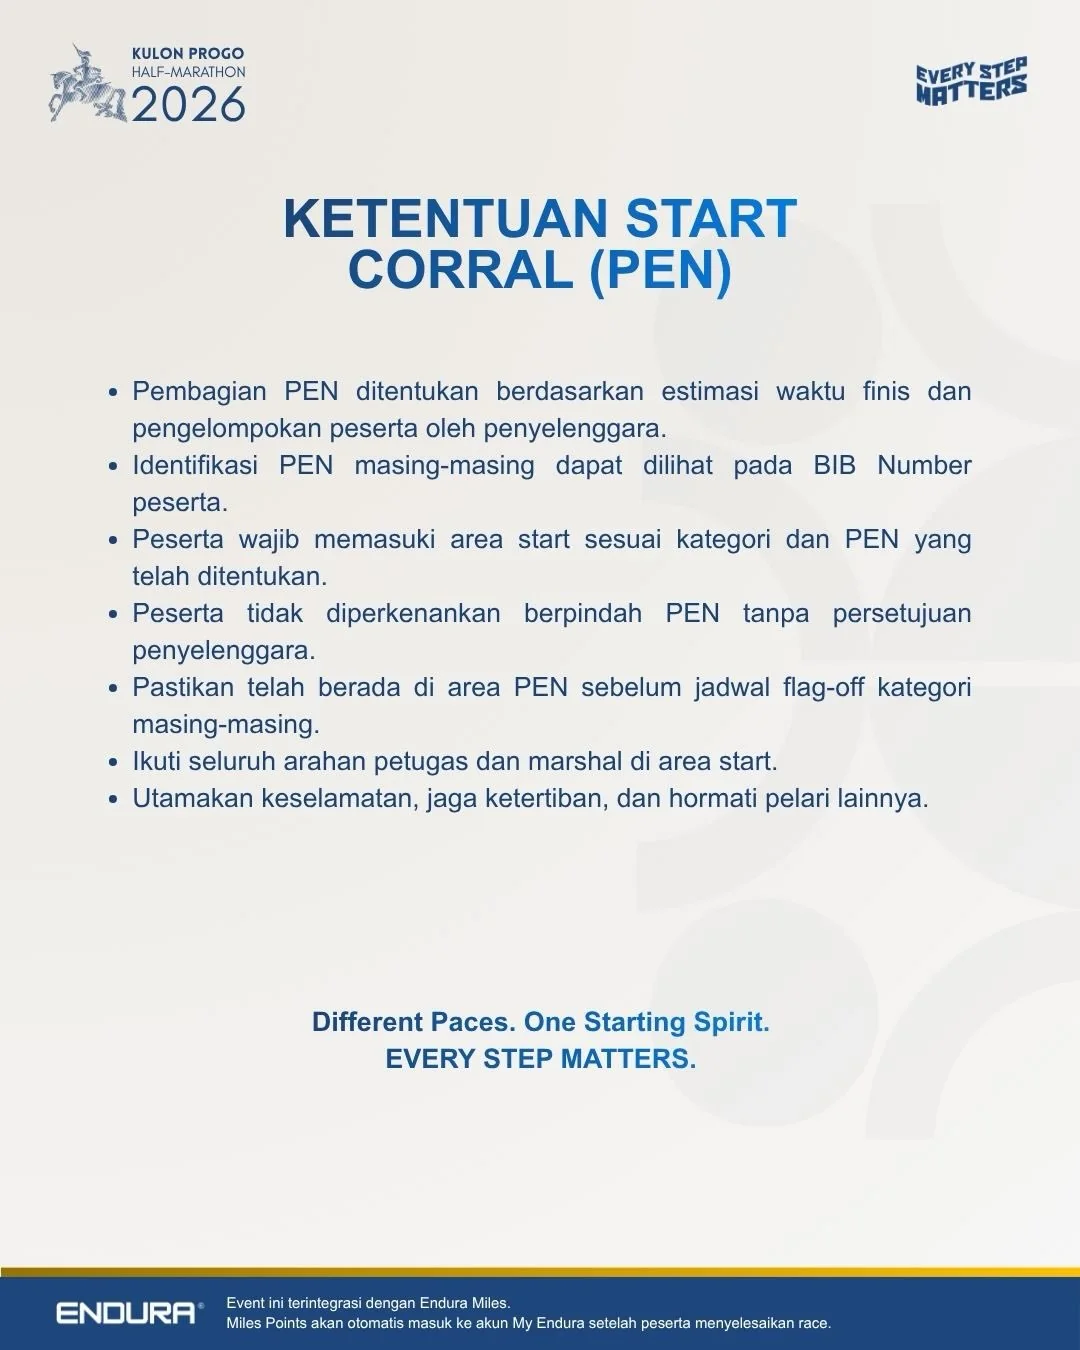 KULON PROGO
HALF-MARATHON
2026
EVERY STEP
MATTERS
KETENTUAN START
CORRAL (PEN)
• Pembagian PEN ditentukan berdasarkan estimasi waktu finis dan
pengelompokan peserta oleh penyelenggara.
• Identifikasi PEN masing-masing dapat dilihat pada BIB Number
peserta.
• Peserta wajib memasuki area start sesuai kategori dan PEN yang
telah ditentukan.
• Peserta tidak diperkenankan berpindah PEN tanpa persetujuan
penyelenggara.
• Pastikan telah berada di area PEN sebelum jadwal flag-off kategori
masing-masing.
• Ikuti seluruh arahan petugas dan marshal di area start.
• Utamakan keselamatan, jaga ketertiban, dan hormati pelari lainnya.
Different Paces. One Starting Spirit.
EVERY STEP MATTERS.
ENDURA®
Event ini terintegrasi dengan Endura Miles.
Miles Points akan otomatis masuk ke akun My Endura setelah peserta menyelesaikan race.